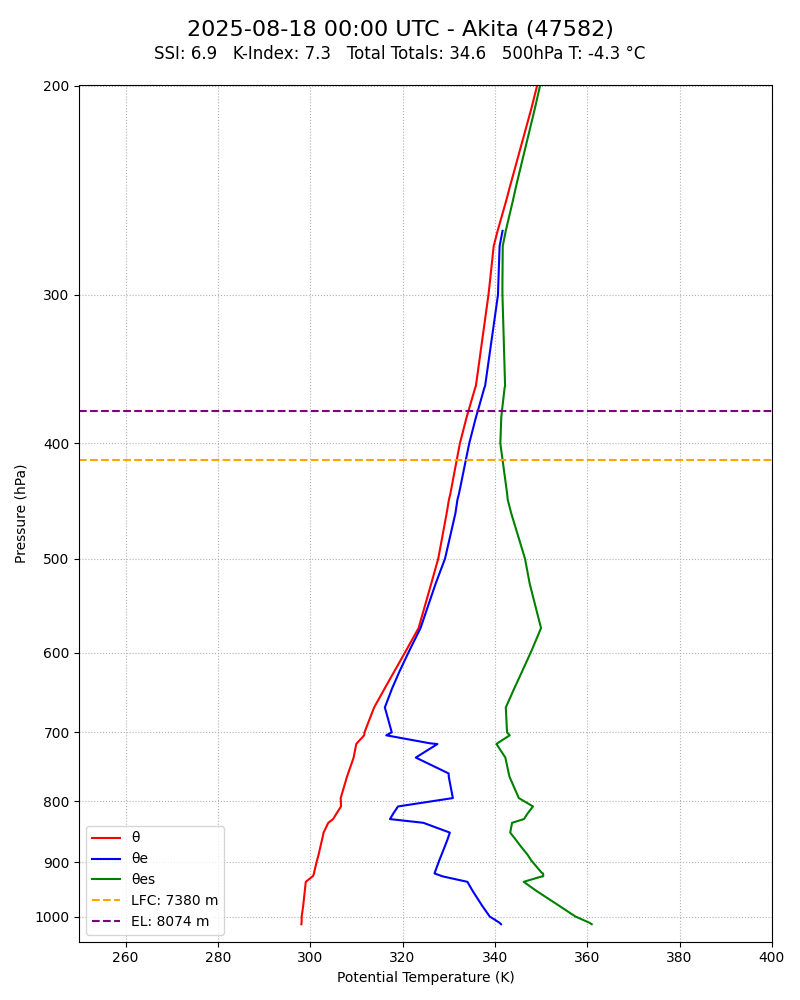 2025-08-18 00:00 UTC - Akita (47582)
SSI: 6.9   K-Index: 7.3   Total Totals: 34.6   500hPa T: -4.3 °C
200
300
400
500
600
700
800
900
1000
Pressure (hPa)
θ
θe
θes
LFC: 7380 m
EL: 8074 m
260 280 300 320 340 360 380 400
Potential Temperature (K)